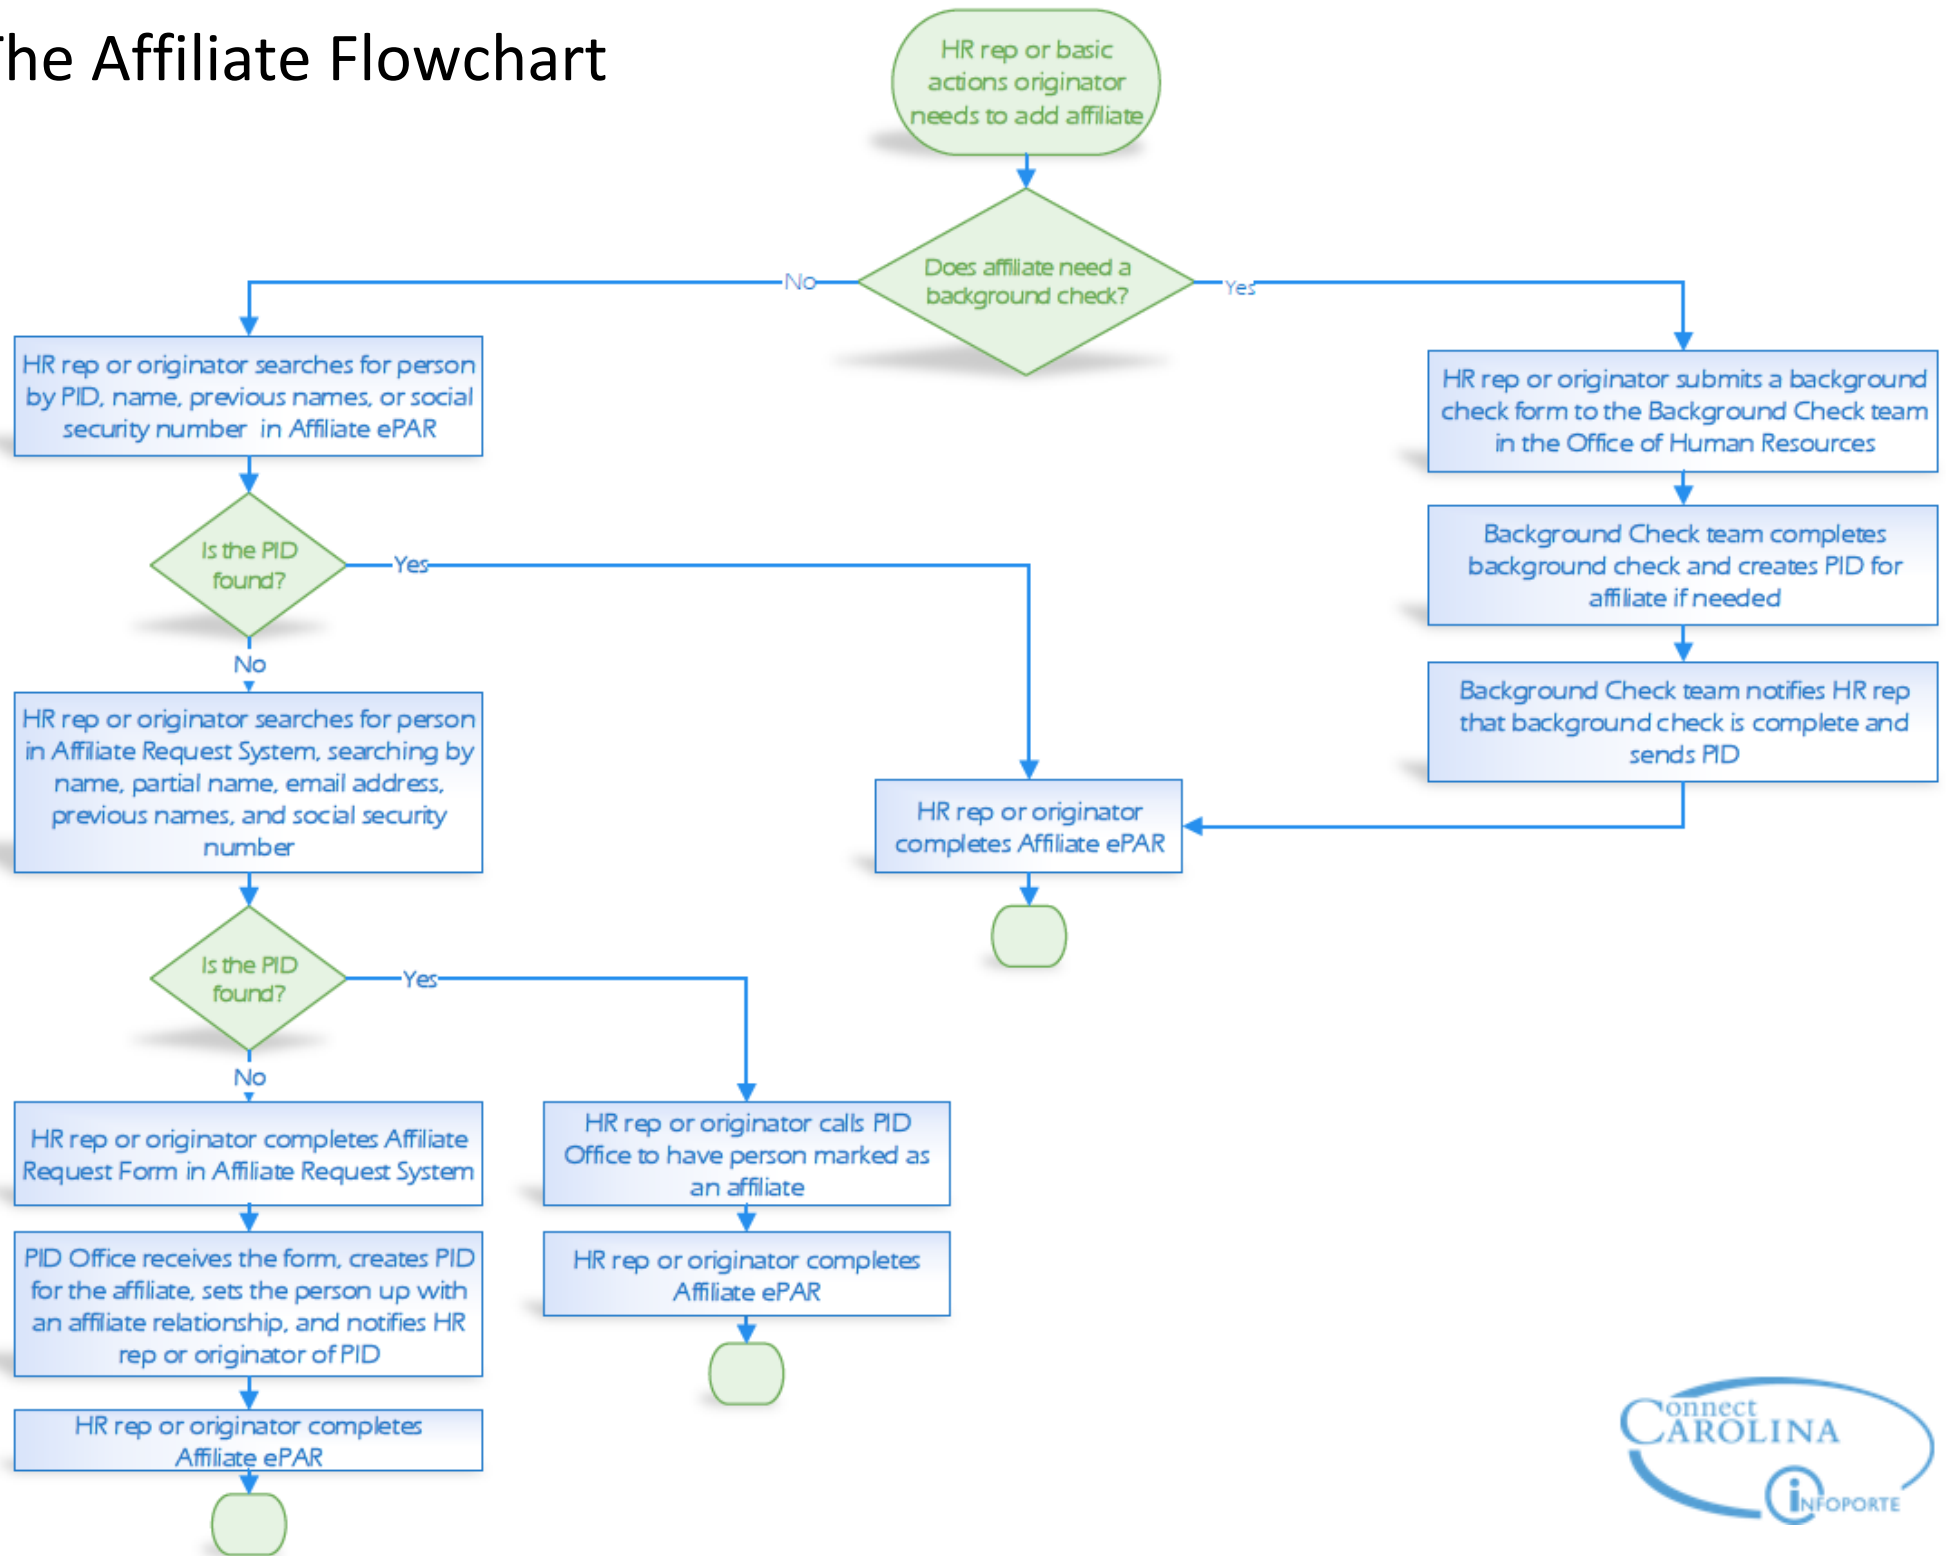 he Affiliate Flowchart
HR rep or basic
actions originator
needs to add affiliate
Does affiliate need a
background check?
No
Yes
HR rep or originator searches for person
by PID, name, previous names, or social
security number in Affiliate ePAR
HR rep or originator submits a background
check form to the Background Check team
in the Office of Human Resources
Is the PID
found?
Yes
No
Background Check team completes
background check and creates PID for
affiliate if needed
Background Check team notifies HR rep
that background check is complete and
sends PID
HR rep or originator searches for person
in Affiliate Request System, searching by
name, partial name, email address,
previous names, and social security
number
HR rep or originator
completes Affiliate ePAR
Is the PID
found?
Yes
No
HR rep or originator completes Affiliate
Request Form in Affiliate Request System
HR rep or originator calls PID
Office to have person marked as
an affiliate
PID Office receives the form, creates PID
for the affiliate, sets the person up with
an affiliate relationship, and notifies HR
rep or originator of PID
HR rep or originator completes
Affiliate ePAR
HR rep or originator completes
Affiliate ePAR
Connect
CAROLINA
INFOPORTE